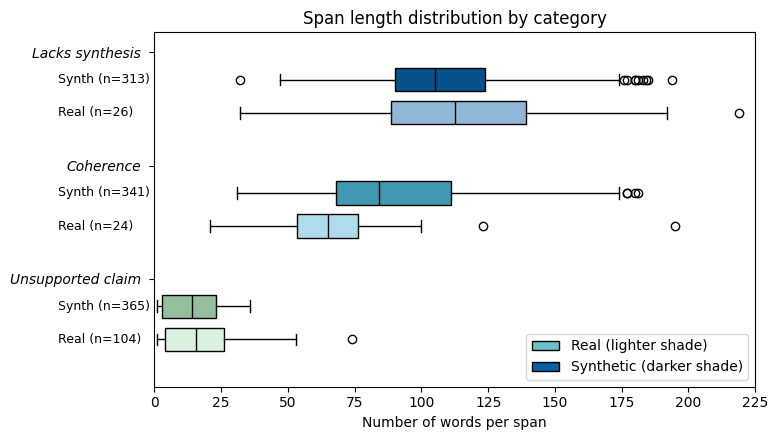 Span length distribution by category
Lacks synthesis
Synth (n=313)
Real (n=26)
Coherence
Synth (n=341)
Real (n=24)
Unsupported claim
Synth (n=365)
Real (n=104)
Real (lighter shade)
Synthetic (darker shade)
0 25 50 75 100 125 150 175 200 225
Number of words per span